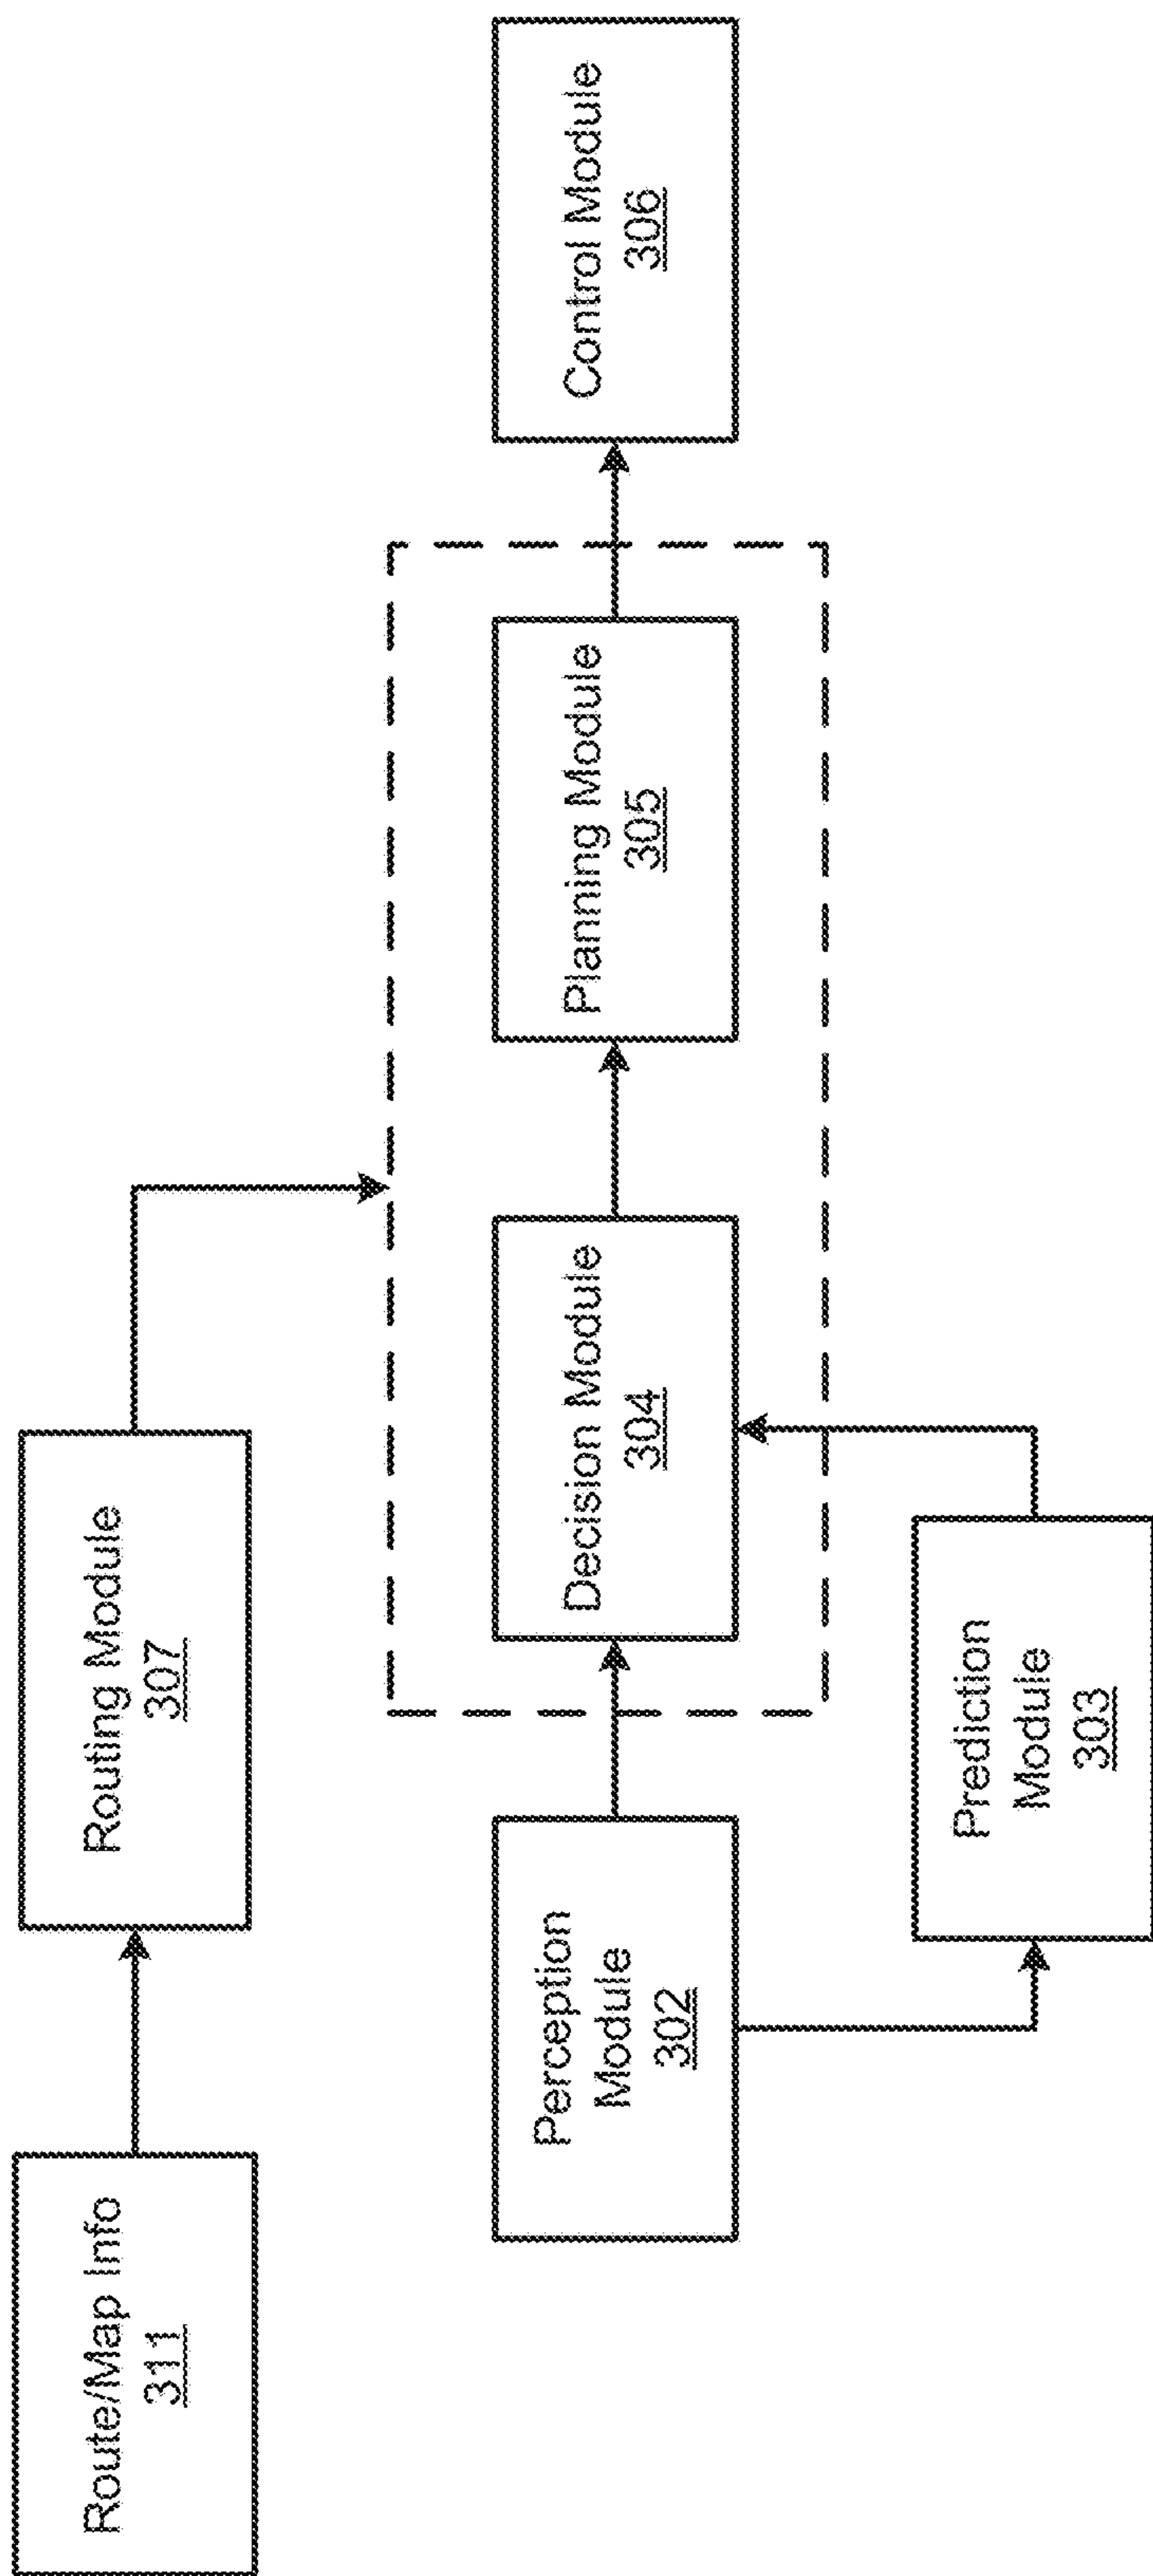 Route/Map Info
311
Routing Module
307
Perception
Module
302
Decision Module
304
Planning Module
305
Control Module
306
Prediction
Module
303